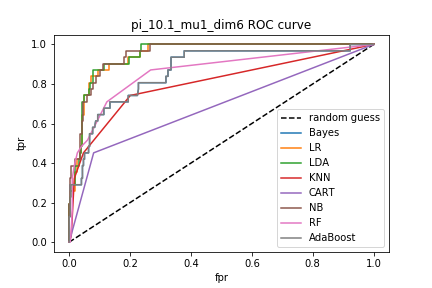 pi_10.1_mu1_dim6 ROC curve
1.0
0.8
0.6
0.4
0.2
0.0
tpr
random guess
Bayes
LR
LDA
KNN
CART
NB
RF
AdaBoost
0.0 0.2 0.4 0.6 0.8 1.0
fpr